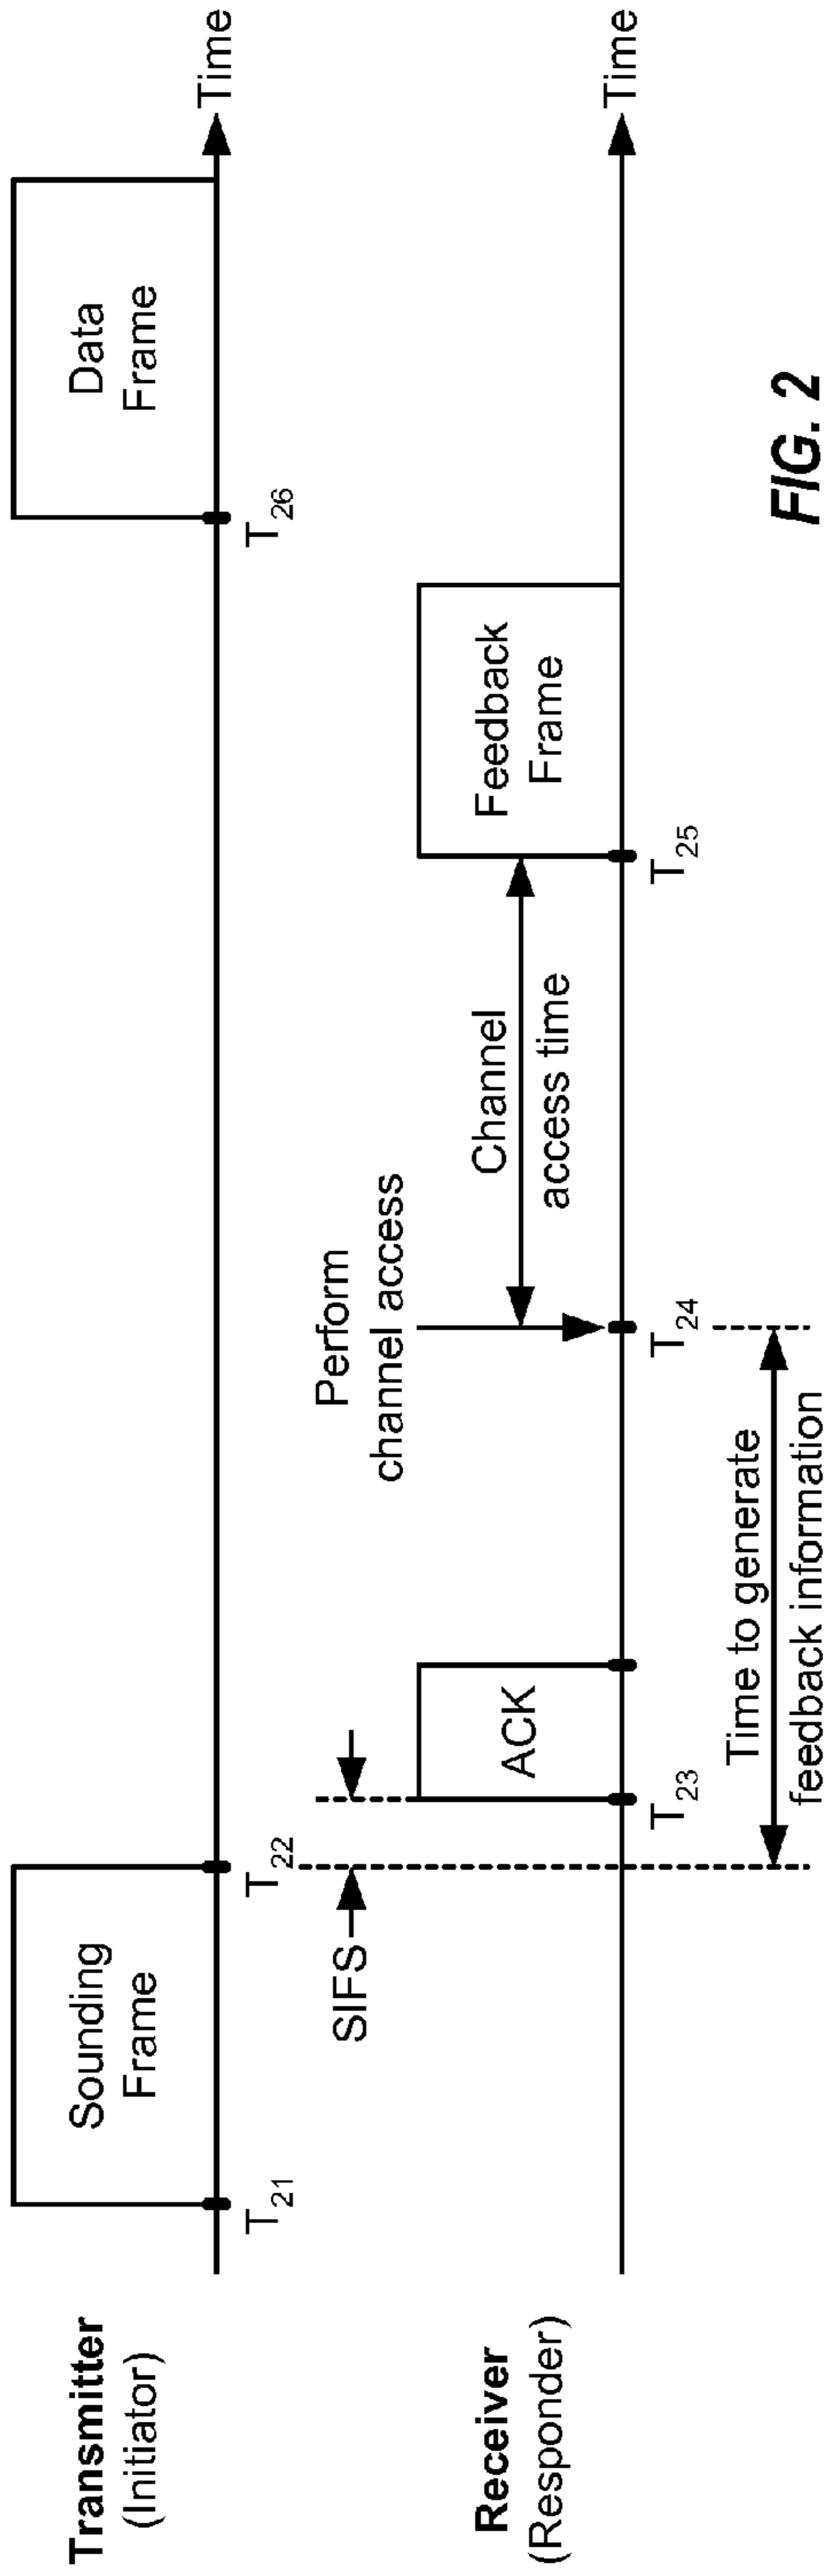 Transmitter
(Initiator)
Sounding
Frame
Data
Frame
Time
T21
T22
T26
SIFS
Perform
channel access
Receiver
(Responder)
ACK
Channel
access time
Feedback
Frame
Time
T23
T24
T25
Time to generate
feedback information
FIG. 2